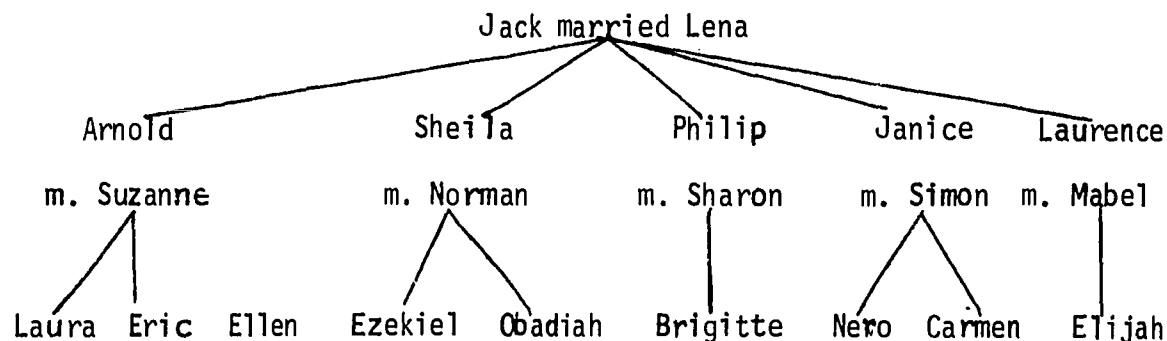 Jack married Lena
Arnold Sheila Philip Janice Laurence
m. Suzanne m. Norman m. Sharon m. Simon m. Mabel
Laura Eric Ellen Ezekiel Obadiah Brigitte Nero Carmen Elijah